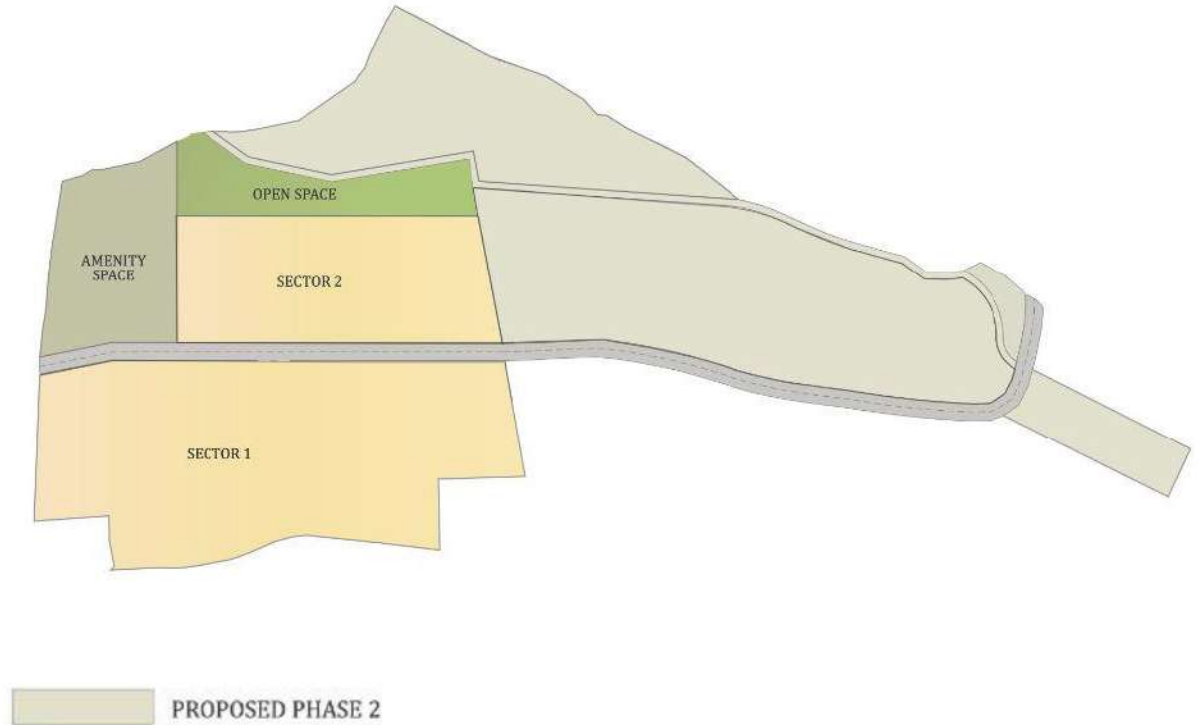 OPEN SPACE
AMENITY
SPACE
SECTOR 2
SECTOR 1
PROPOSED PHASE 2